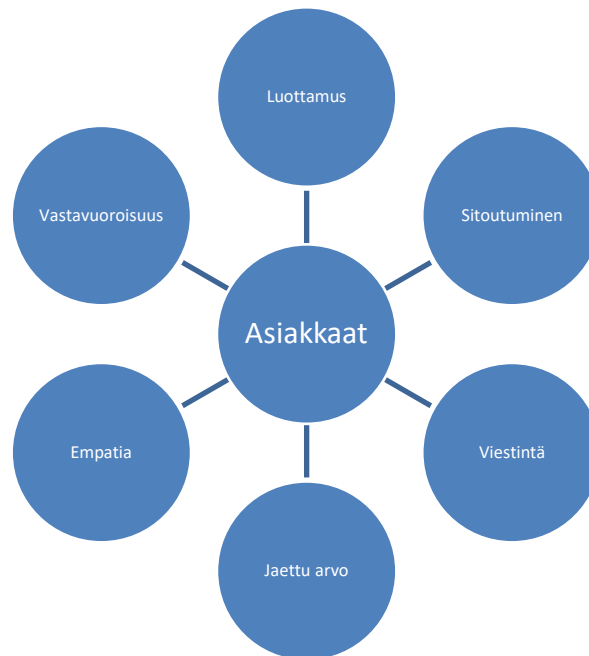 Luottamus
Sitoutuminen
Viestintä
Jaettu arvo
Empatia
Vastavuoroisuus
Asiakkaat